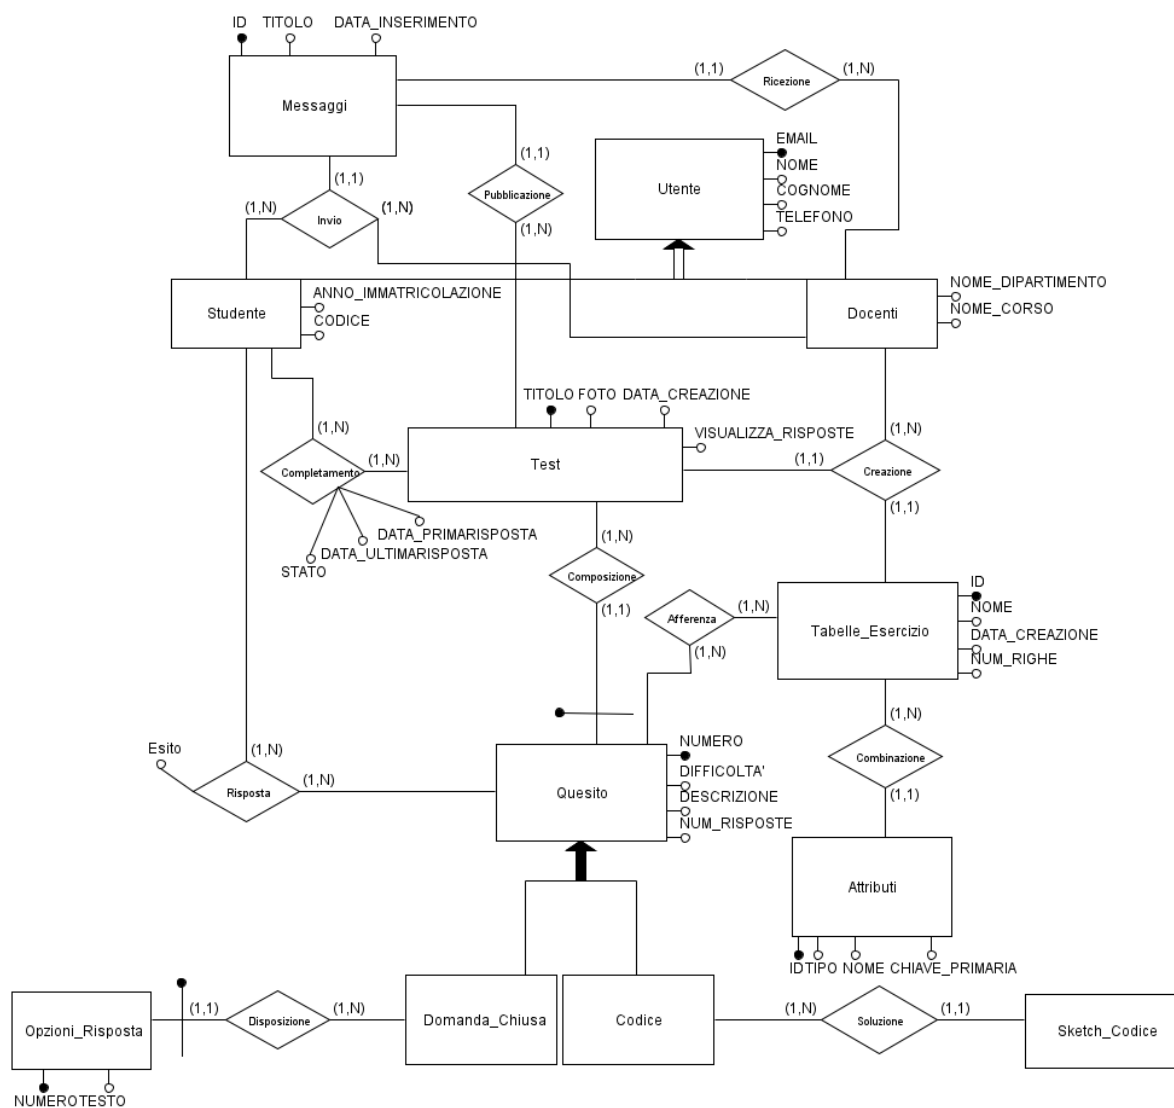 ID TITOLO DATA_INSERIMENTO
Messaggi
(1,1) Ricezione (1,N)
(1,1)
Pubblicazione
(1,N)
EMAIL
NOME
COGNOME
TELEFONO
Utente
(1,1)
(1,N) Invio (1,N)
Studente
ANNO_IMMATRICOLAZIONE
CODICE
Docenti
NOME_DIPARTIMENTO
NOME_CORSO
TITOLO FOTO DATA_CREAZIONE
VISUALIZZA_RISPOSTE
Test
(1,N)
Completamento (1,N)
DATA_PRIMARISPOSTA
DATA_ULTIMARISPOSTA
STATO
(1,N)
(1,1) Creazione
(1,1)
(1,N)
Composizione
(1,1)
Afferenza (1,N)
(1,N)
Tabelle_Esercizio
ID
NOME
DATA_CREAZIONE
NUM_RIGHE
(1,N)
Combinazione
(1,1)
Esito
(1,N)
Risposta (1,N)
Quesito
NUMERO
DIFFICOLTA'
DESCRIZIONE
NUM_RISPOSTE
Attributi
ID TIPO NOME CHIAVE_PRIMARIA
Opzioni_Risposta
NUMERO TESTO
(1,1) Disposizione (1,N)
Domanda_Chiusa
Codice
(1,N) Soluzione (1,1)
Sketch_Codice